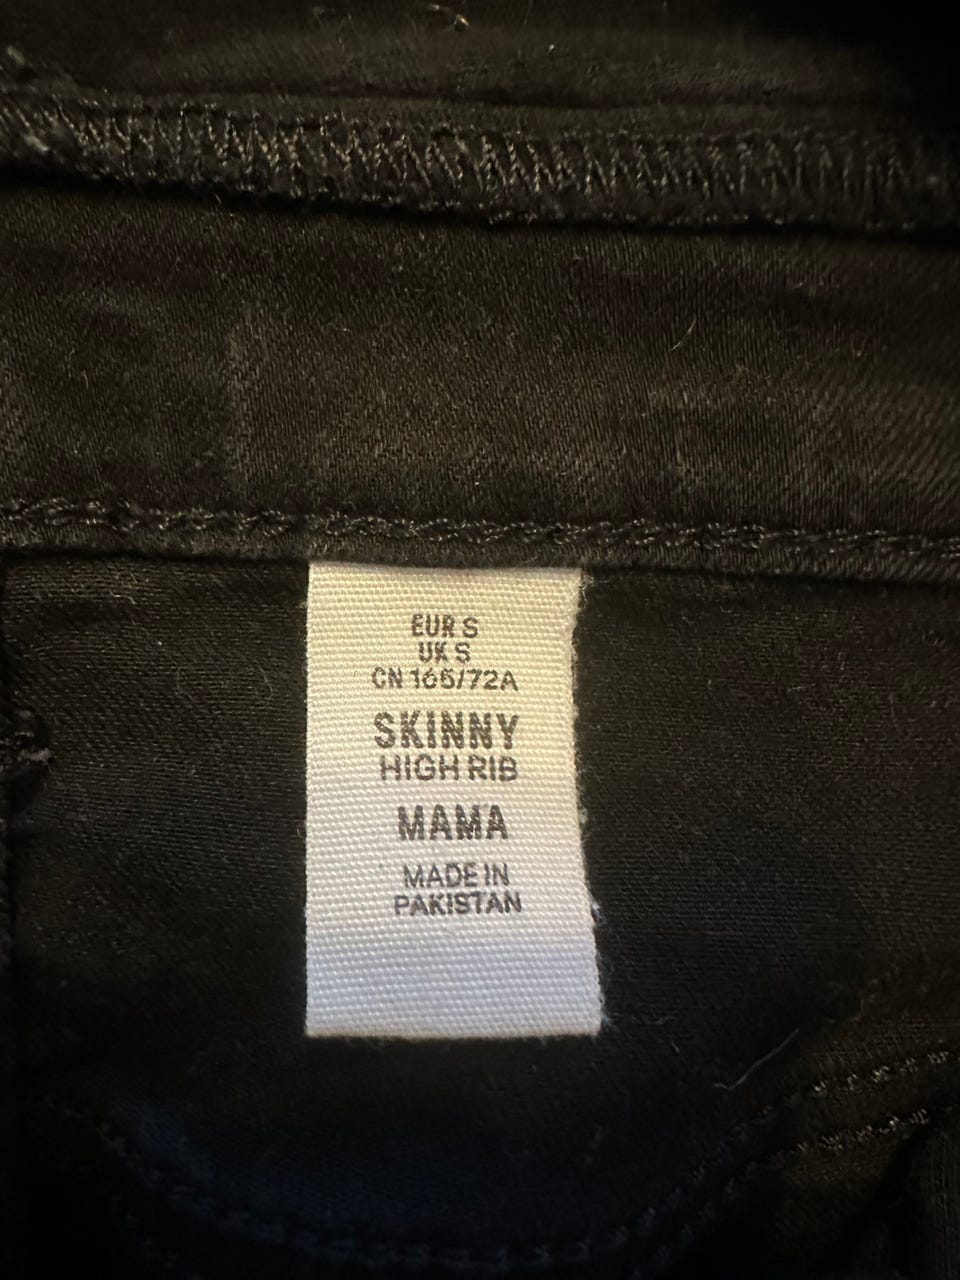 EUR S
UK S
CN 165/72A
SKINNY
HIGH RIB
MAMA
MADE IN
PAKISTAN